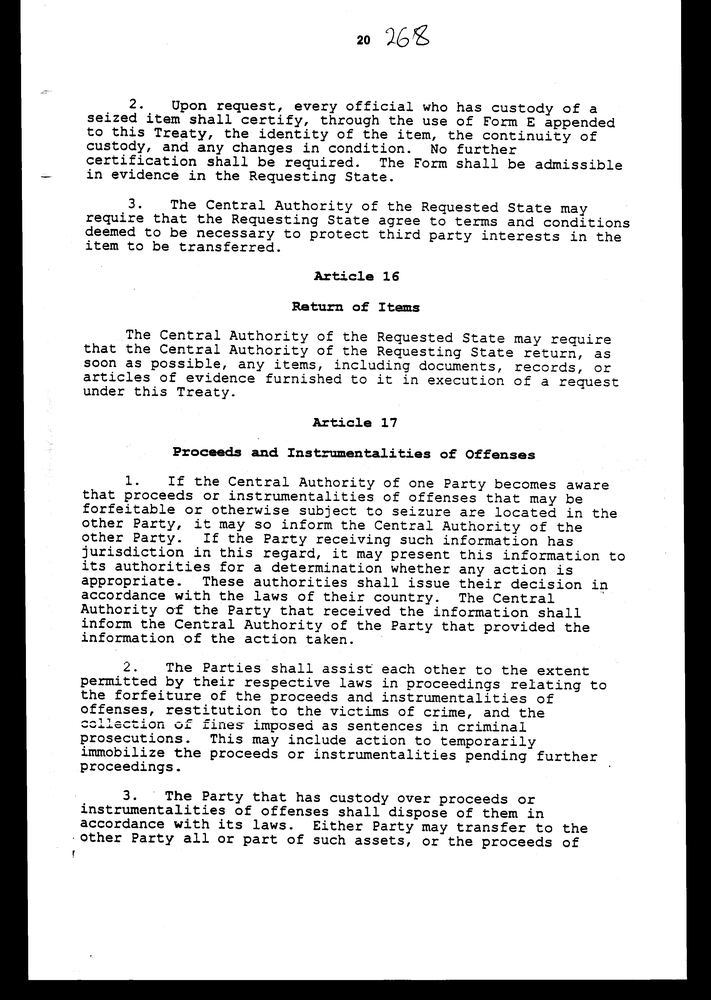 20 268
2. Upon request, every official who has custody of a
seized item shall certify, through the use of Form E appended
to this Treaty, the identity of the item, the continuity of
custody, and any changes in condition. No further
certification shall be required. The Form shall be admissible
in evidence in the Requesting State.
3. The Central Authority of the Requested State may
require that the Requesting State agree to terms and conditions
deemed to be necessary to protect third party interests in the
item to be transferred.
Article 16
Return of Items
The Central Authority of the Requested State may require
that the Central Authority of the Requesting State return, as
soon as possible, any items, including documents, records, or
articles of evidence furnished to it in execution of a request
under this Treaty.
Article 17
Proceeds and Instrumentalities of Offenses
1. If the Central Authority of one Party becomes aware
that proceeds or instrumentalities of offenses that may be
forfeitable or otherwise subject to seizure are located in the
other Party, it may so inform the Central Authority of the
other Party. If the Party receiving such information has
jurisdiction in this regard, it may present this information to
its authorities for a determination whether any action is
appropriate. These authorities shall issue their decision in
accordance with the laws of their country. The Central
Authority of the Party that received the information shall
inform the Central Authority of the Party that provided the
information of the action taken.
2. The Parties shall assist each other to the extent
permitted by their respective laws in proceedings relating to
the forfeiture of the proceeds and instrumentalities of
offenses, restitution to the victims of crime, and the
collection of fines imposed as sentences in criminal
prosecutions. This may include action to temporarily
immobilize the proceeds or instrumentalities pending further
proceedings.
3. The Party that has custody over proceeds or
instrumentalities of offenses shall dispose of them in
accordance with its laws. Either Party may transfer to the
other Party all or part of such assets, or the proceeds of